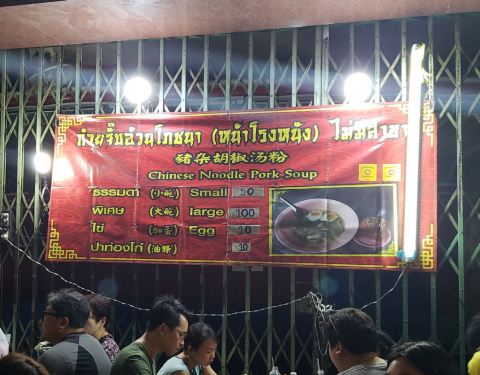 ก๋วยจั๊บอ้วนโภชนา (หน้าโรงหนัง) ไม่มีสาขา
豬杂胡椒汤粉
Chinese Noodle Pork Soup
ธรรมดา (小碗) Small
พิเศษ (大碗) large 100
ไข่ (加蛋) Egg 10
ปาท่องโก๋ (油條) 10